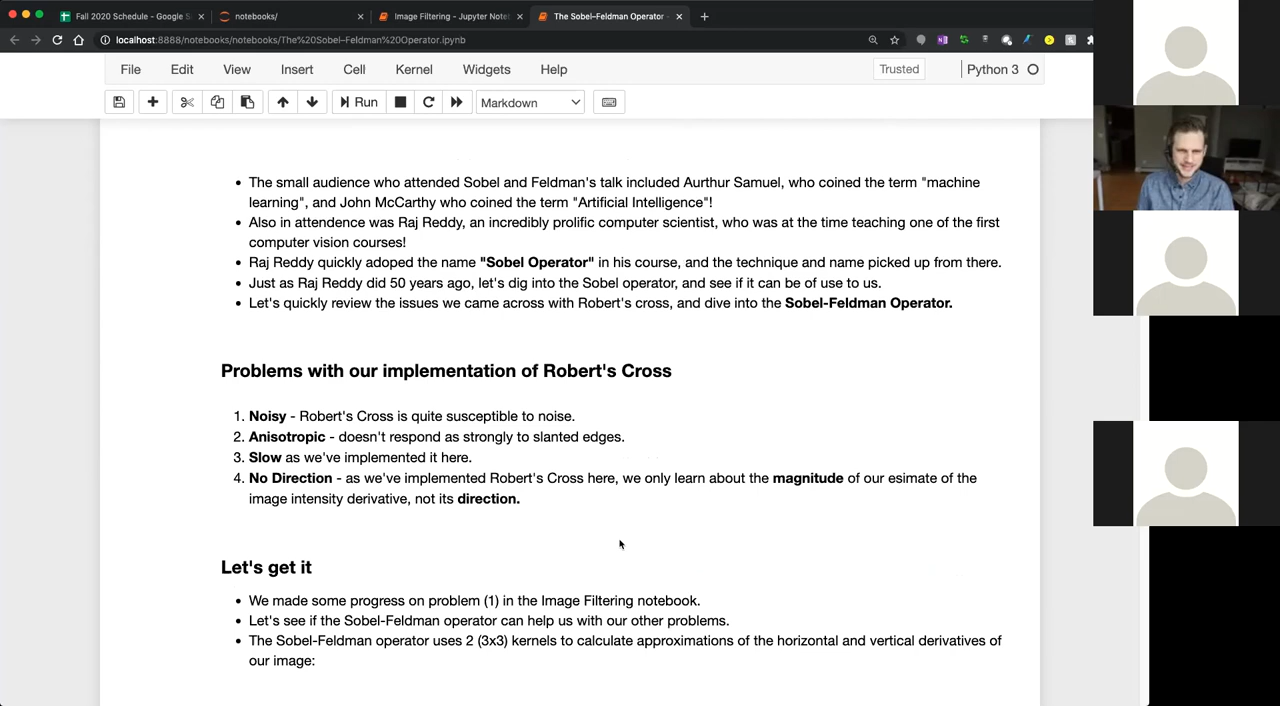 Fall 2020 Schedule - Google S
notebooks/
Image Filtering - Jupyter Note
The Sobel–Feldman Operator -
localhost:8888/notebooks/notebooks/The%20Sobel–Feldman%20Operator.ipynb
File Edit View Insert Cell Kernel Widgets Help Trusted Python 3
Run Markdown
The small audience who attended Sobel and Feldman's talk included Aurthur Samuel, who coined the term "machine
learning", and John McCarthy who coined the term "Artificial Intelligence"!
Also in attendence was Raj Reddy, an incredibly prolific computer scientist, who was at the time teaching one of the first
computer vision courses!
Raj Reddy quickly adoped the name "Sobel Operator" in his course, and the technique and name picked up from there.
Just as Raj Reddy did 50 years ago, let's dig into the Sobel operator, and see if it can be of use to us.
Let's quickly review the issues we came across with Robert's cross, and dive into the Sobel-Feldman Operator.
Problems with our implementation of Robert's Cross
1. Noisy - Robert's Cross is quite susceptible to noise.
2. Anisotropic - doesn't respond as strongly to slanted edges.
3. Slow as we've implemented it here.
4. No Direction - as we've implemented Robert's Cross here, we only learn about the magnitude of our esimate of the
image intensity derivative, not its direction.
Let's get it
We made some progress on problem (1) in the Image Filtering notebook.
Let's see if the Sobel-Feldman operator can help us with our other problems.
The Sobel-Feldman operator uses 2 (3x3) kernels to calculate approximations of the horizontal and vertical derivatives of
our image: